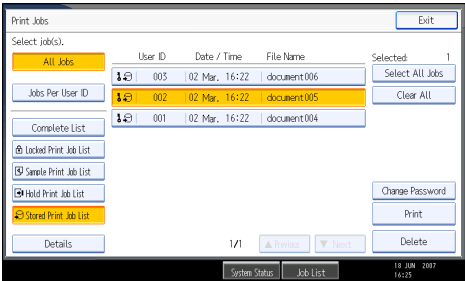 Print Jobs
Exit
Select job(s).
All Jobs
User ID Date / Time File Name
Selected: 1
003 02 Mar. 16:22 document006
Select All Jobs
Jobs Per User ID
002 02 Mar. 16:22 document005
Clear All
001 02 Mar. 16:22 document004
Complete List
Locked Print Job List
Sample Print Job List
Hold Print Job List
Change Password
Stored Print Job List
Print
Details
1/1
▲ Previous
▼ Next
Delete
System Status
Job List
18 JUN 2007
16:25